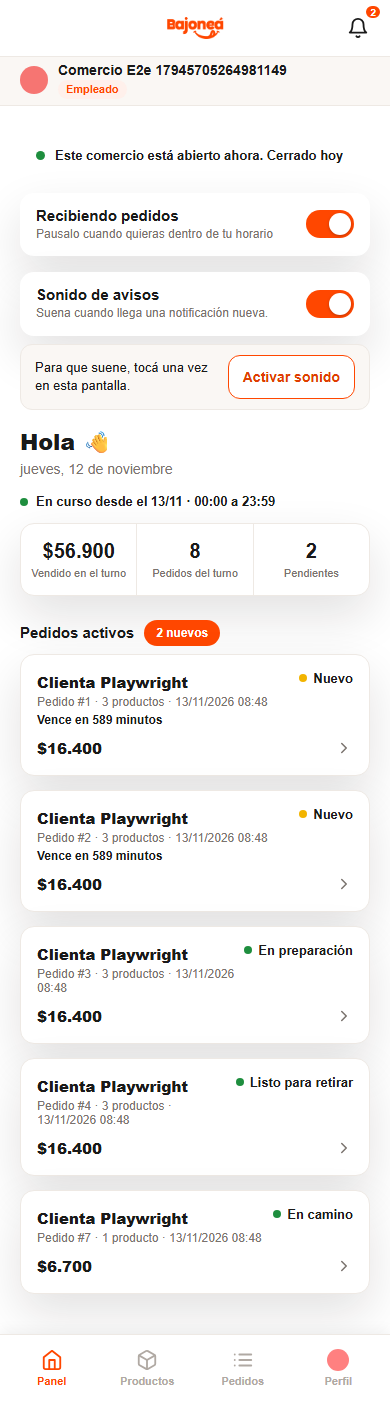 Bajoneá
2
Comercio E2e 17945705264981149
Empleado
Este comercio está abierto ahora. Cerrado hoy
Recibiendo pedidos
Pausalo cuando quieras dentro de tu horario
Sonido de avisos
Suena cuando llega una notificación nueva.
Para que suene, tocá una vez
en esta pantalla.
Activar sonido
Hola 👋
jueves, 12 de noviembre
En curso desde el 13/11 · 00:00 a 23:59
$56.900
Vendido en el turno
8
Pedidos del turno
2
Pendientes
Pedidos activos
2 nuevos
Clienta Playwright
Nuevo
Pedido #1 · 3 productos · 13/11/2026 08:48
Vence en 589 minutos
$16.400
Clienta Playwright
Nuevo
Pedido #2 · 3 productos · 13/11/2026 08:48
Vence en 589 minutos
$16.400
Clienta Playwright
En preparación
Pedido #3 · 3 productos · 13/11/2026
08:48
$16.400
Clienta Playwright
Listo para retirar
Pedido #4 · 3 productos ·
13/11/2026 08:48
$16.400
Clienta Playwright
En camino
Pedido #7 · 1 producto · 13/11/2026 08:48
$6.700
Panel
Productos
Pedidos
Perfil